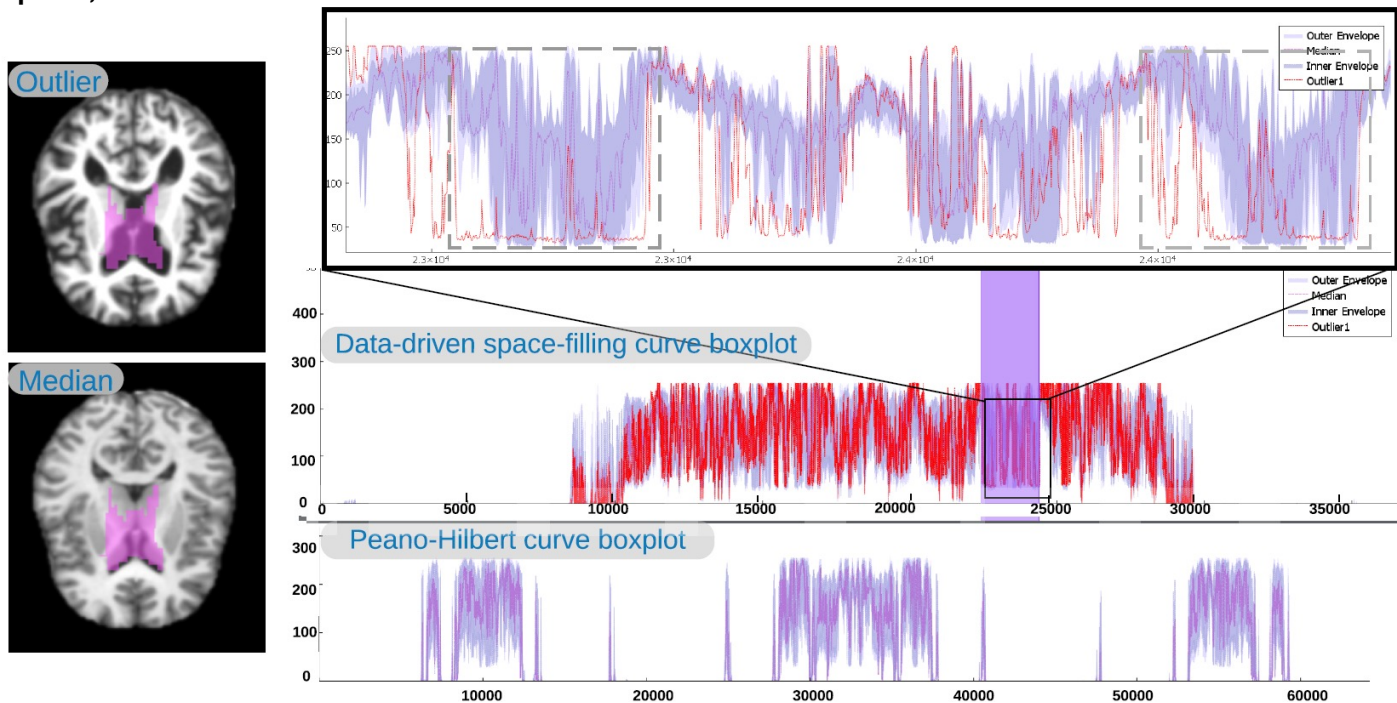 Outlier
Median
250
200
150
100
50
2.3×10⁴
2.3×10⁴
2.4×10⁴
2.4×10⁴
Outer Envelope
Median
Inner Envelope
Outlier1
Data-driven space-filling curve boxplot
400
300
200
100
0
0
5000
10000
15000
20000
25000
30000
35000
Outer Envelope
Median
Inner Envelope
Outlier1
Peano-Hilbert curve boxplot
300
200
100
0
10000
20000
30000
40000
50000
60000